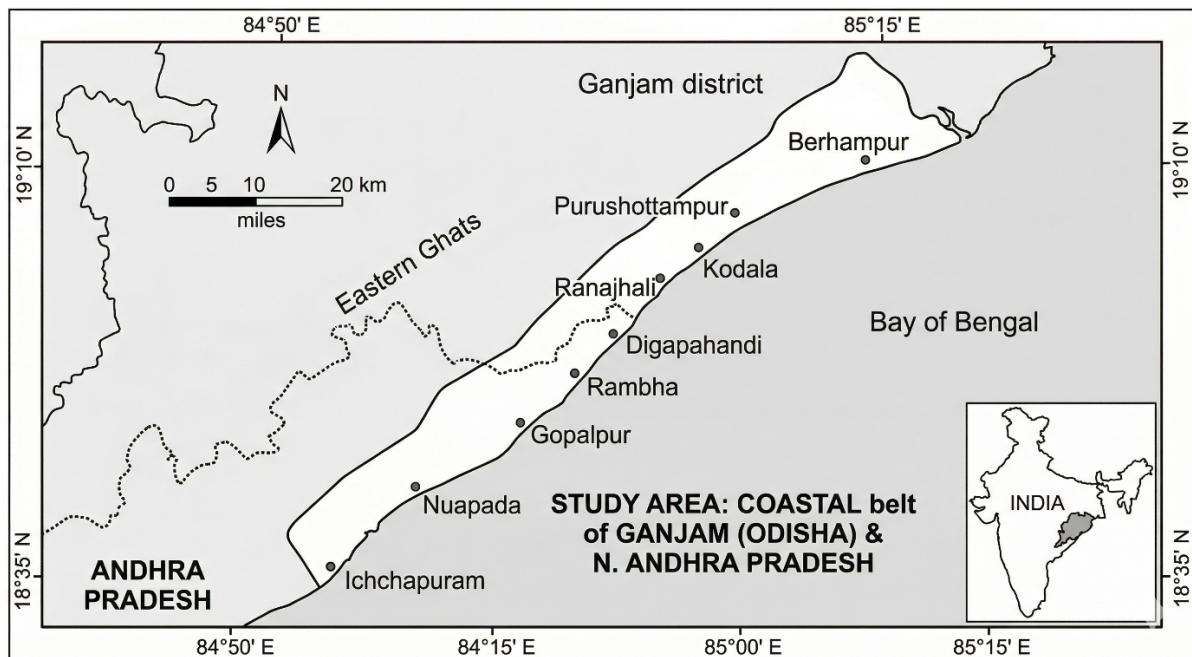 84°50' E
85°15' E
Ganjam district
N
Berhampur
19°10' N
19°10' N
0 5 10 20 km
miles
Purushottampur
Eastern Ghats
Kodala
Ranajhali
Bay of Bengal
Digapahandi
Rambha
Gopalpur
INDIA
Nuapada
STUDY AREA: COASTAL belt
of GANJAM (ODISHA) &
N. ANDHRA PRADESH
ANDHRA
PRADESH
Ichchapuram
18°35' N
18°35' N
84°50' E
84°15' E
85°00' E
85°15' E